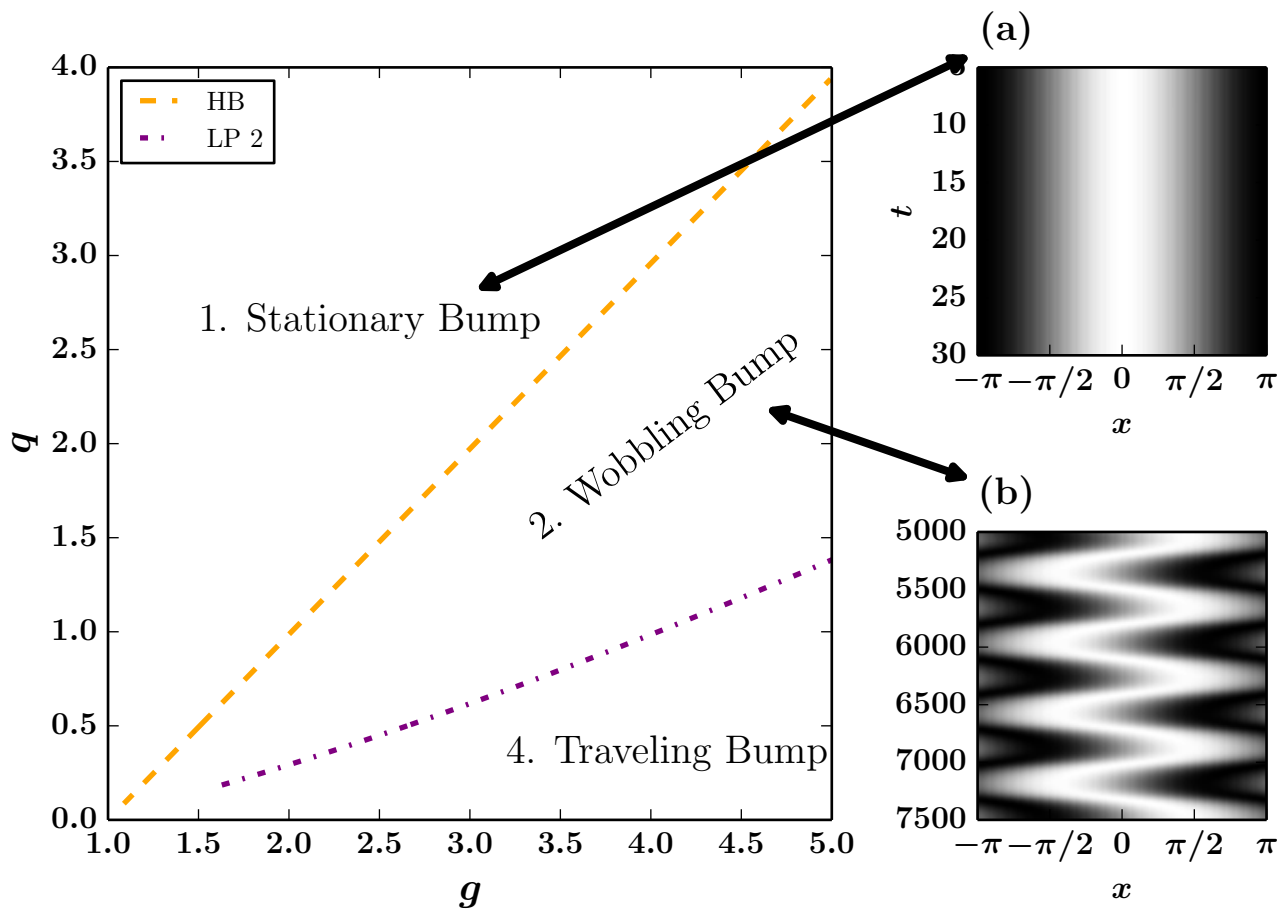 (a)
4.0
HB
LP 2
3.5
3.0
2.5
2.0
1.5
1.0
0.5
0.0
q
1. Stationary Bump
2. Wobbling Bump
4. Traveling Bump
1.0 1.5 2.0 2.5 3.0 3.5 4.0 4.5 5.0
g
10
15
20
25
30
t
−π −π/2 0 π/2 π
x
(b)
5000
5500
6000
6500
7000
7500
−π −π/2 0 π/2 π
x